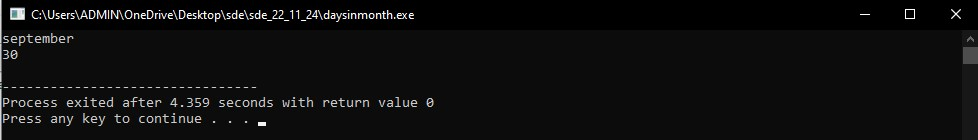 C:\Users\ADMIN\OneDrive\Desktop\sde\sde_22_11_24\daysinmonth.exe
september
30
--------------------------------
Process exited after 4.359 seconds with return value 0
Press any key to continue . . .